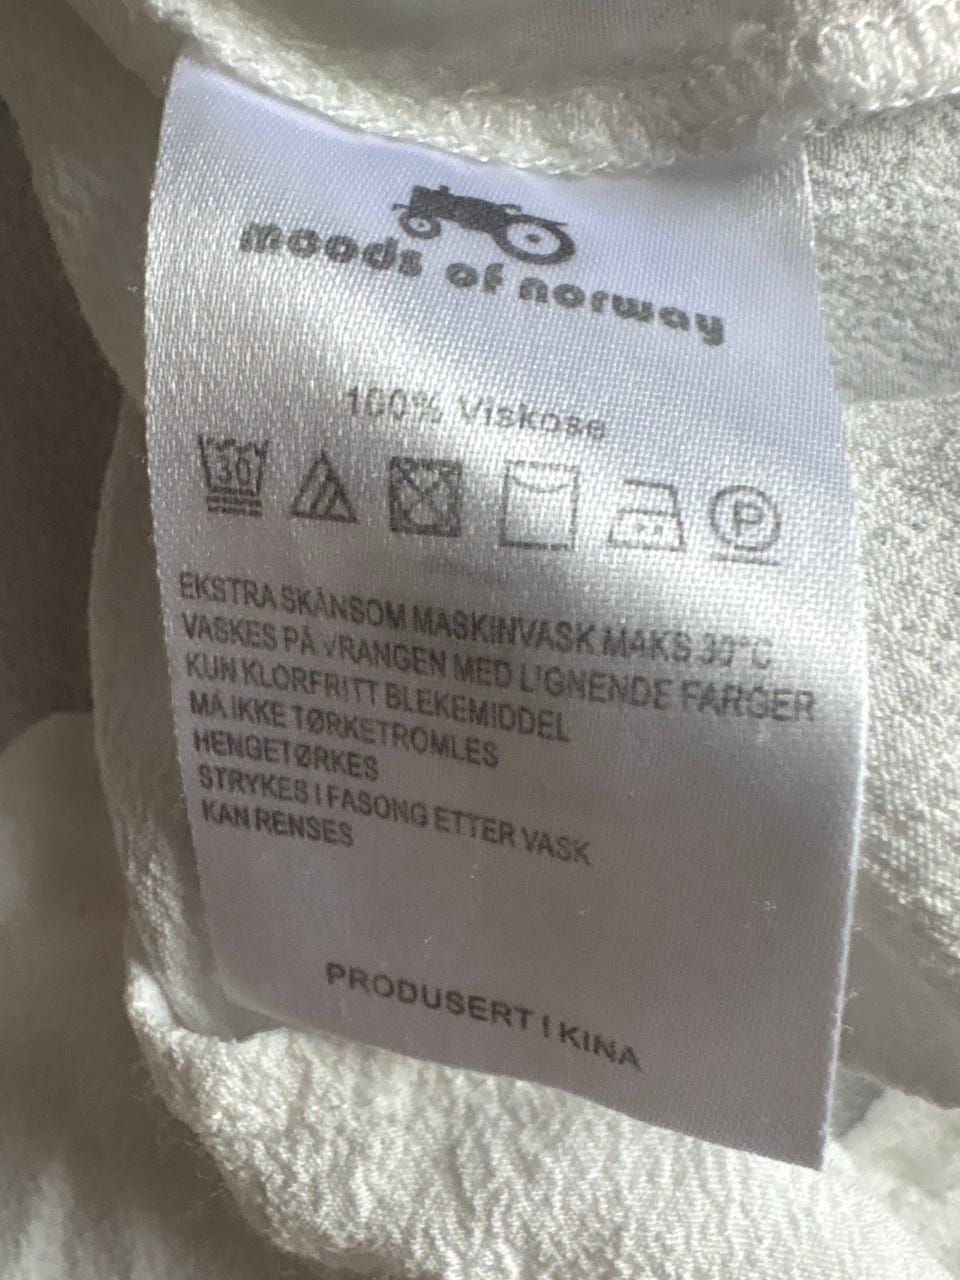 moods of norway
100% Viskose
30
P
EKSTRA SKÅNSOM MASKINVASK MAKS 30°C
VASKES PÅ VRANGEN MED LIGNENDE FARGER
KUN KLORFRITT BLEKEMIDDEL
MÅ IKKE TØRKETROMLES
HENGETØRKES
STRYKES I FASONG ETTER VASK
KAN RENSES
PRODUSERT I KINA